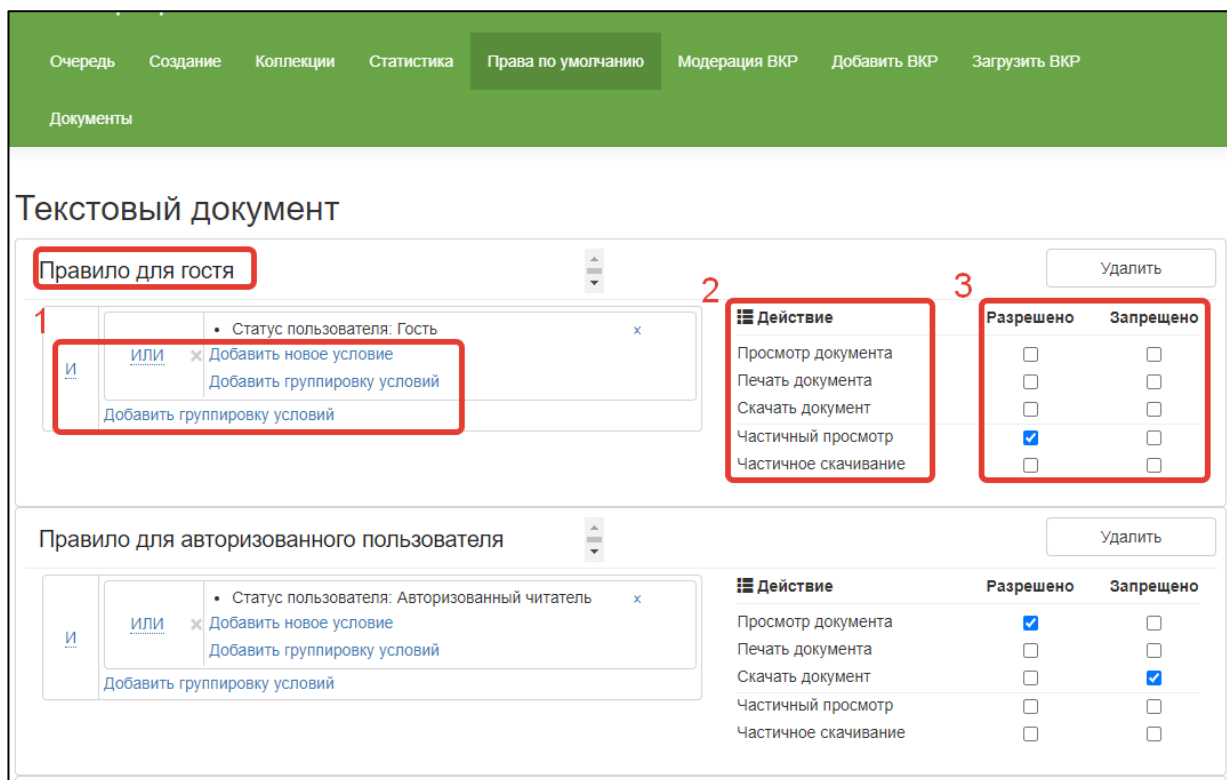 Очередь Создание Коллекции Статистика Права по умолчанию Модерация ВКР Добавить ВКР Загрузить ВКР
Документы
Текстовый документ
Правило для гостя Удалить
1 2 3
• Статус пользователя: Гость x
И ИЛИ × Добавить новое условие
Добавить группировку условий
Добавить группировку условий
Действие Разрешено Запрещено
Просмотр документа
Печать документа
Скачать документ
Частичный просмотр
Частичное скачивание
Правило для авторизованного пользователя Удалить
• Статус пользователя: Авторизованный читатель x
И ИЛИ × Добавить новое условие
Добавить группировку условий
Добавить группировку условий
Действие Разрешено Запрещено
Просмотр документа
Печать документа
Скачать документ
Частичный просмотр
Частичное скачивание